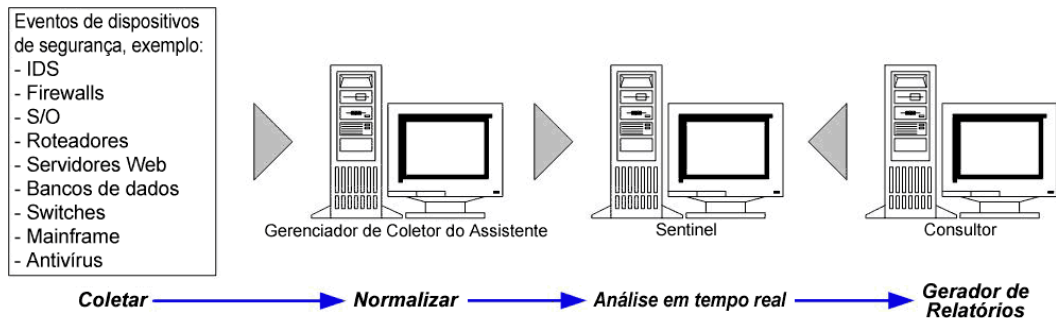 Eventos de dispositivos
de segurança, exemplo:
- IDS
- Firewalls
- S/O
- Roteadores
- Servidores Web
- Bancos de dados
- Switches
- Mainframe
- Antivírus
Gerenciador de Coletor do Assistente
Sentinel
Consultor
Coletar
Normalizar
Análise em tempo real
Gerador de
Relatórios